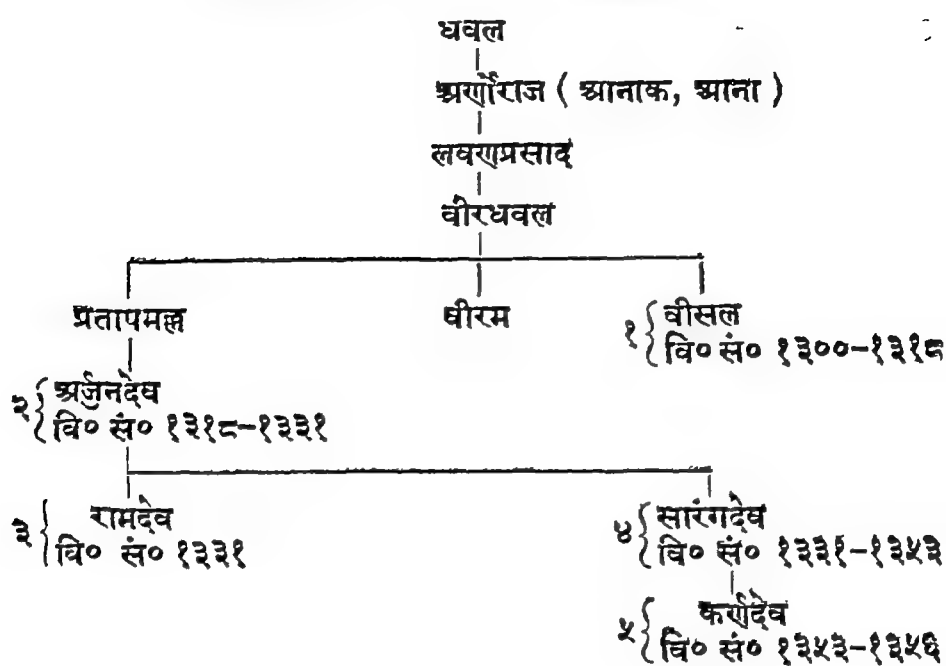 धवल
अर्णोराज ( आनाक, आना )
लवणप्रसाद
वीरधवल
प्रतापमल्ल वीरम १ { वीसल
वि० सं० १३००-१३१८
२ { अर्जुनदेव
वि० सं० १३१८-१३३१
३ { रामदेव
वि० सं० १३३१
४ { सारंगदेव
वि० सं० १३३१-१३५३
५ { कर्णदेव
वि० सं० १३५३-१३५६